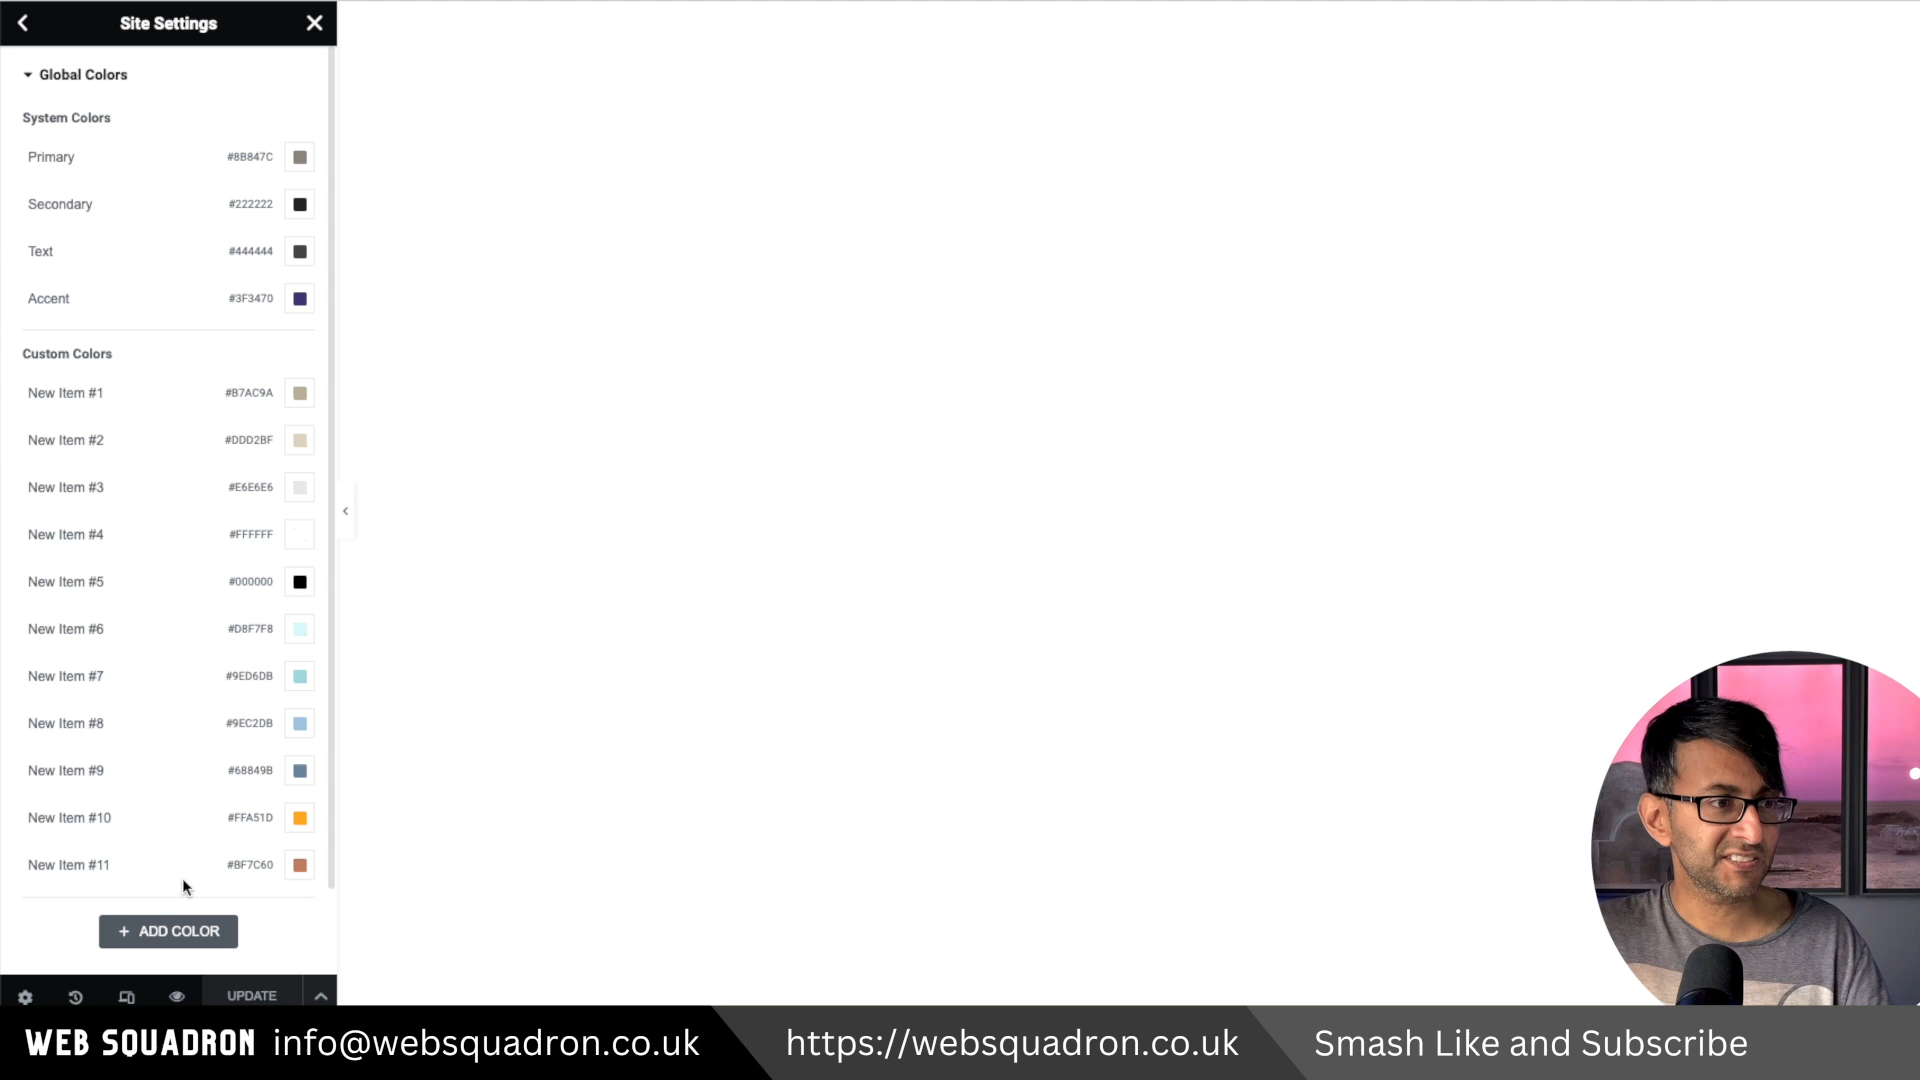 Site Settings
Global Colors
System Colors
Primary #8B847C
Secondary #222222
Text #444444
Accent #3F3470
Custom Colors
New Item #1 #B7AC9A
New Item #2 #DDD2BF
New Item #3 #E6E6E6
New Item #4 #FFFFFF
New Item #5 #000000
New Item #6 #D8F7F8
New Item #7 #9ED6DB
New Item #8 #9EC2DB
New Item #9 #68849B
New Item #10 #FFA51D
New Item #11 #BF7C60
+ ADD COLOR
UPDATE
WEB SQUADRON info@websquadron.co.uk https://websquadron.co.uk Smash Like and Subscribe